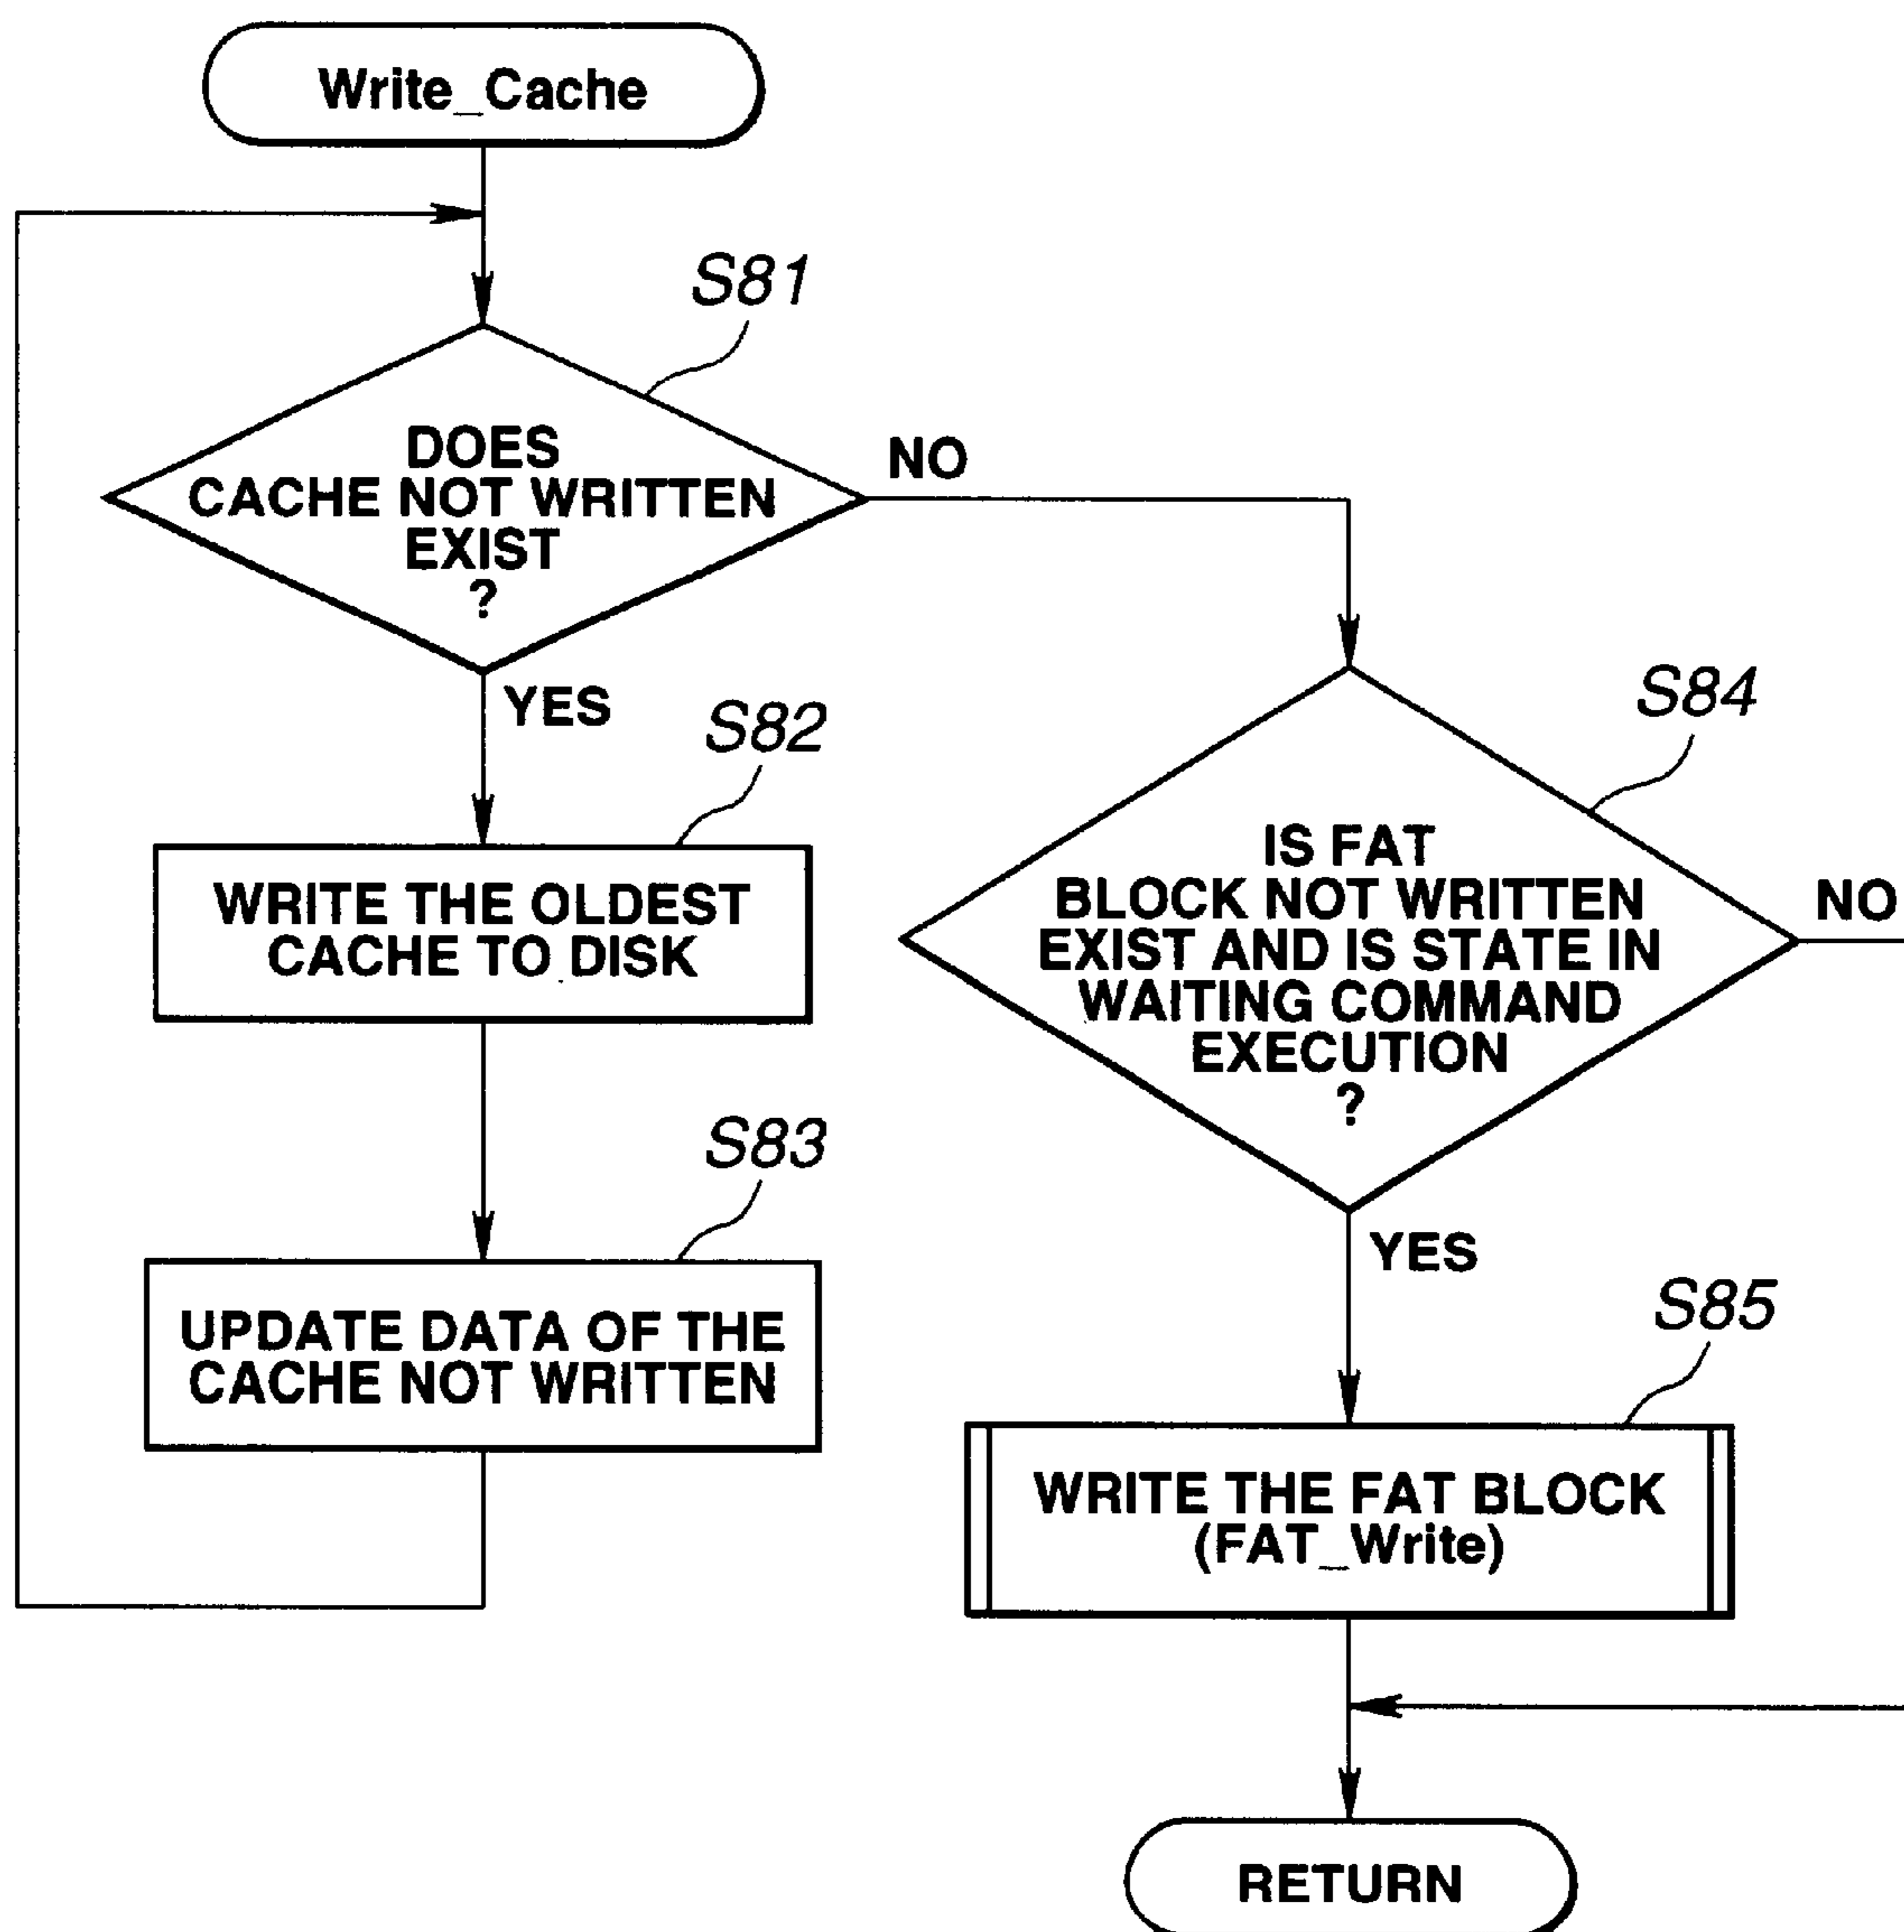 Write_Cache
S81
DOES
CACHE NOT WRITTEN
EXIST
?
NO
YES
S82
WRITE THE OLDEST
CACHE TO DISK
S83
UPDATE DATA OF THE
CACHE NOT WRITTEN
S84
IS FAT
BLOCK NOT WRITTEN
EXIST AND IS STATE IN
WAITING COMMAND
EXECUTION
?
NO
YES
S85
WRITE THE FAT BLOCK
(FAT_Write)
RETURN